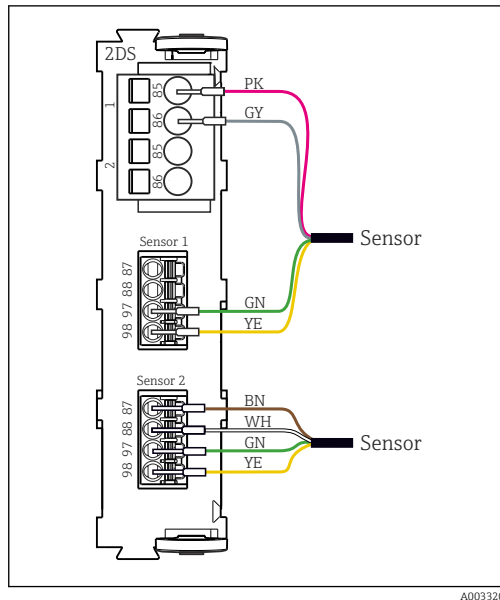 2DS
PK
1
85
86
GY
2
85
86
Sensor 1
Sensor
87
88
97
GN
98
YE
Sensor 2
87
BN
88
WH
97
GN
Sensor
98
YE